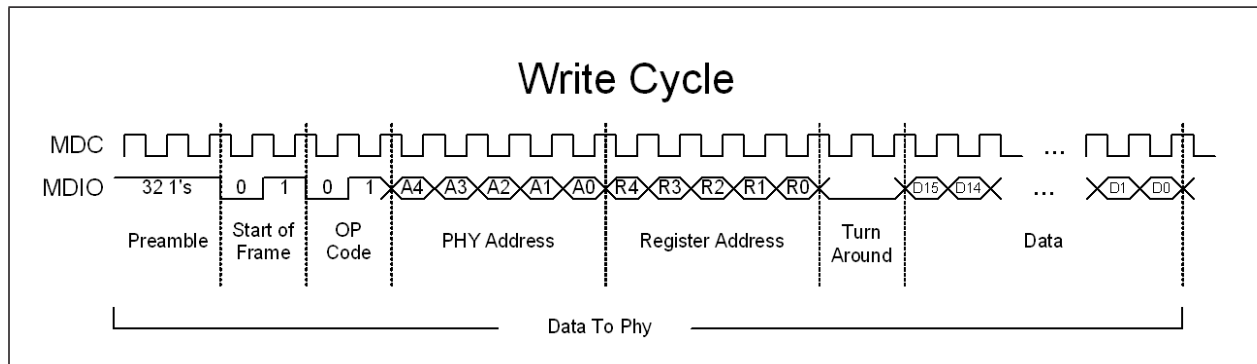 Write Cycle
MDC
...
MDIO
32 1's
0
1
0
1
A4
A3
A2
A1
A0
R4
R3
R2
R1
R0
D15
D14
...
D1
D0
Preamble
Start of
Frame
OP
Code
PHY Address
Register Address
Turn
Around
Data
Data To Phy